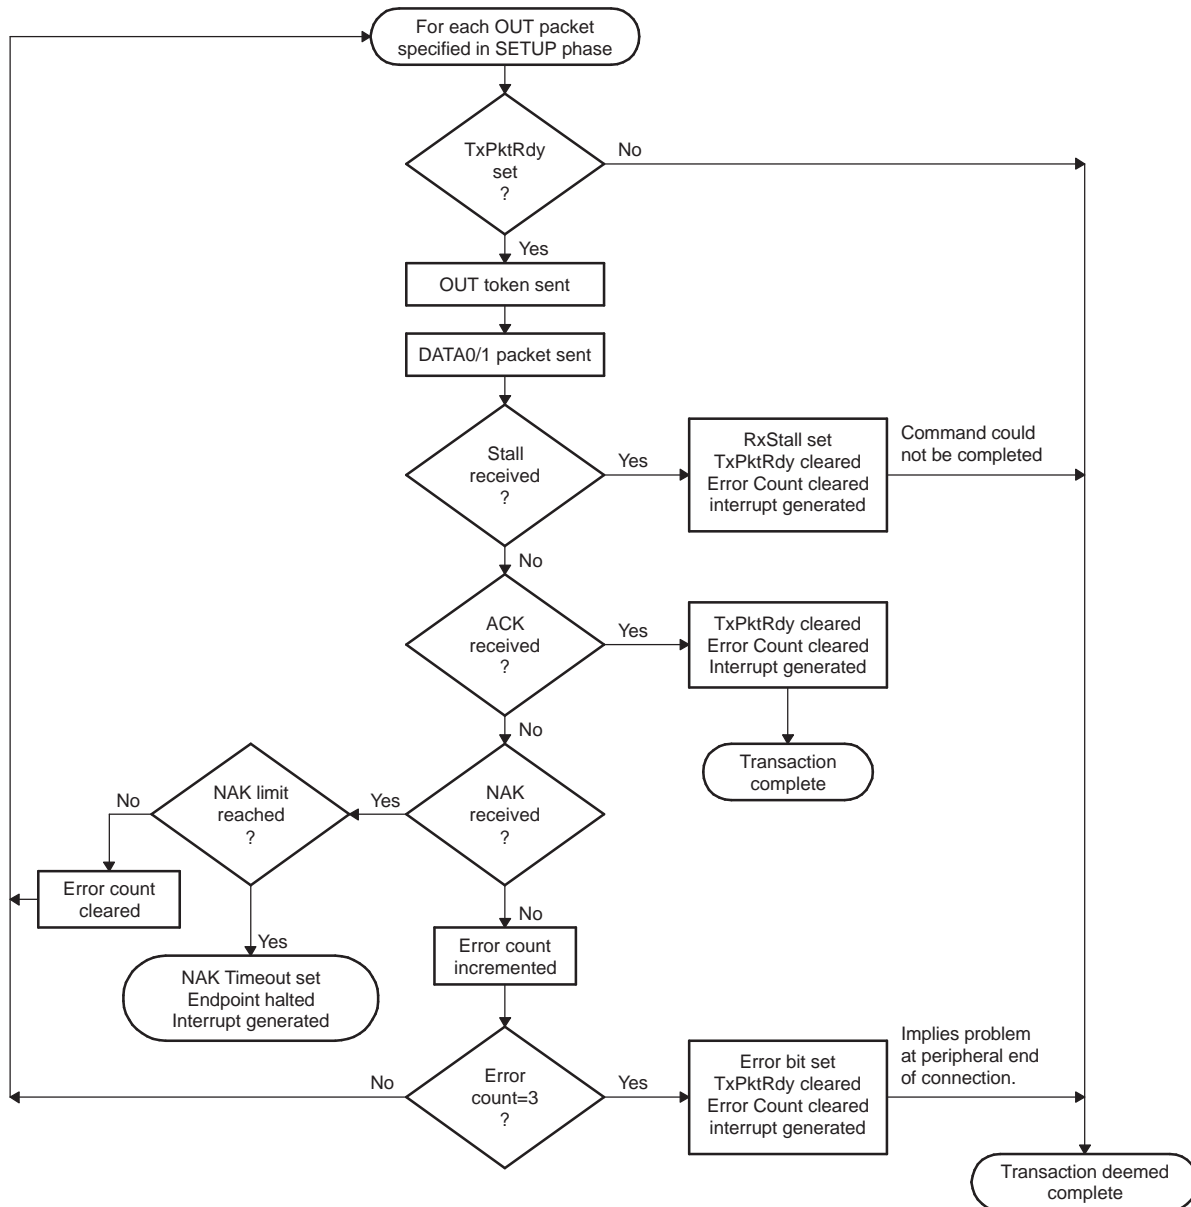 For each OUT packet
specified in SETUP phase
TxPktRdy
set
?
No
Yes
OUT token sent
DATA0/1 packet sent
Stall
received
?
Yes
RxStall set
TxPktRdy cleared
Error Count cleared
interrupt generated
Command could
not be completed
No
ACK
received
?
Yes
TxPktRdy cleared
Error Count cleared
Interrupt generated
No
Transaction
complete
NAK
received
?
Yes
NAK limit
reached
?
No
Error count
cleared
Yes
NAK Timeout set
Endpoint halted
Interrupt generated
No
Error count
incremented
Error
count=3
?
No
Yes
Error bit set
TxPktRdy cleared
Error Count cleared
interrupt generated
Implies problem
at peripheral end
of connection.
Transaction deemed
complete